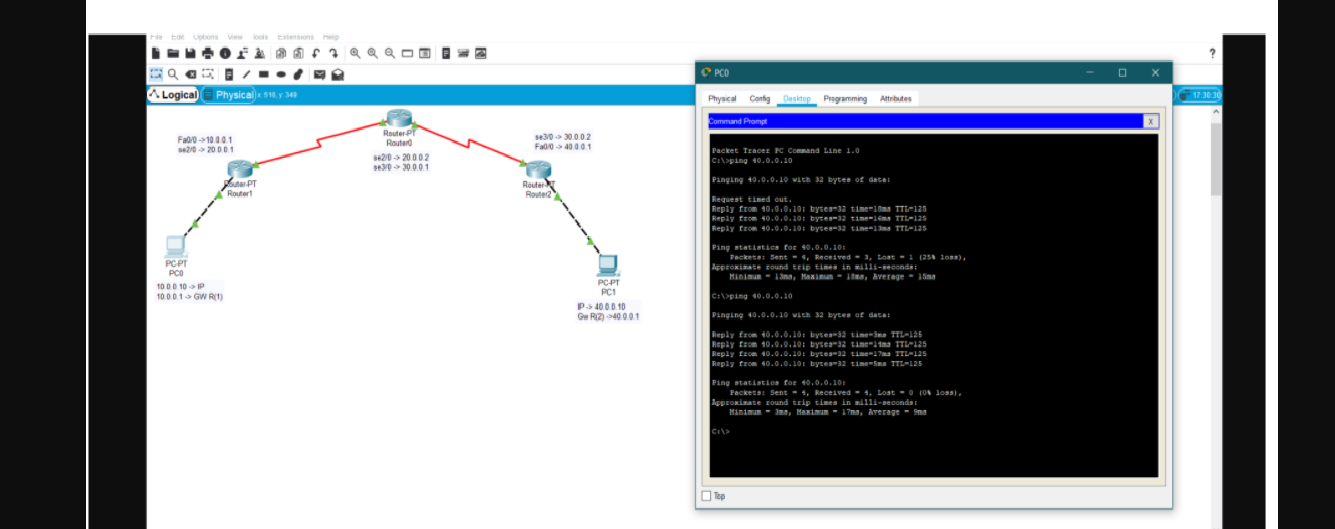 File Edit Options View Tools Extensions Help
?
Logical
Physical
x: 516, y: 349
17:30:30
Fa0/0 ->10.0.0.1
se2/0 -> 20.0.0.1
Router-PT
Router1
Router-PT
Router0
se2/0 -> 20.0.0.2
se3/0 -> 30.0.0.1
se3/0 -> 30.0.0.2
Fa0/0 -> 40.0.0.1
Router-PT
Router2
PC-PT
PC0
10.0.0.10 -> IP
10.0.0.1 -> GW R(1)
PC-PT
PC1
IP -> 40.0.0.10
Gw R(2) ->40.0.0.1
PC0
Physical Config Desktop Programming Attributes
Command Prompt
X
Packet Tracer PC Command Line 1.0
C:\>ping 40.0.0.10
Pinging 40.0.0.10 with 32 bytes of data:
Request timed out.
Reply from 40.0.0.10: bytes=32 time=18ms TTL=125
Reply from 40.0.0.10: bytes=32 time=16ms TTL=125
Reply from 40.0.0.10: bytes=32 time=13ms TTL=125
Ping statistics for 40.0.0.10:
Packets: Sent = 4, Received = 3, Lost = 1 (25% loss),
Approximate round trip times in milli-seconds:
Minimum = 13ms, Maximum = 18ms, Average = 15ms
C:\>ping 40.0.0.10
Pinging 40.0.0.10 with 32 bytes of data:
Reply from 40.0.0.10: bytes=32 time=3ms TTL=125
Reply from 40.0.0.10: bytes=32 time=14ms TTL=125
Reply from 40.0.0.10: bytes=32 time=17ms TTL=125
Reply from 40.0.0.10: bytes=32 time=5ms TTL=125
Ping statistics for 40.0.0.10:
Packets: Sent = 4, Received = 4, Lost = 0 (0% loss),
Approximate round trip times in milli-seconds:
Minimum = 3ms, Maximum = 17ms, Average = 9ms
C:\>
Top